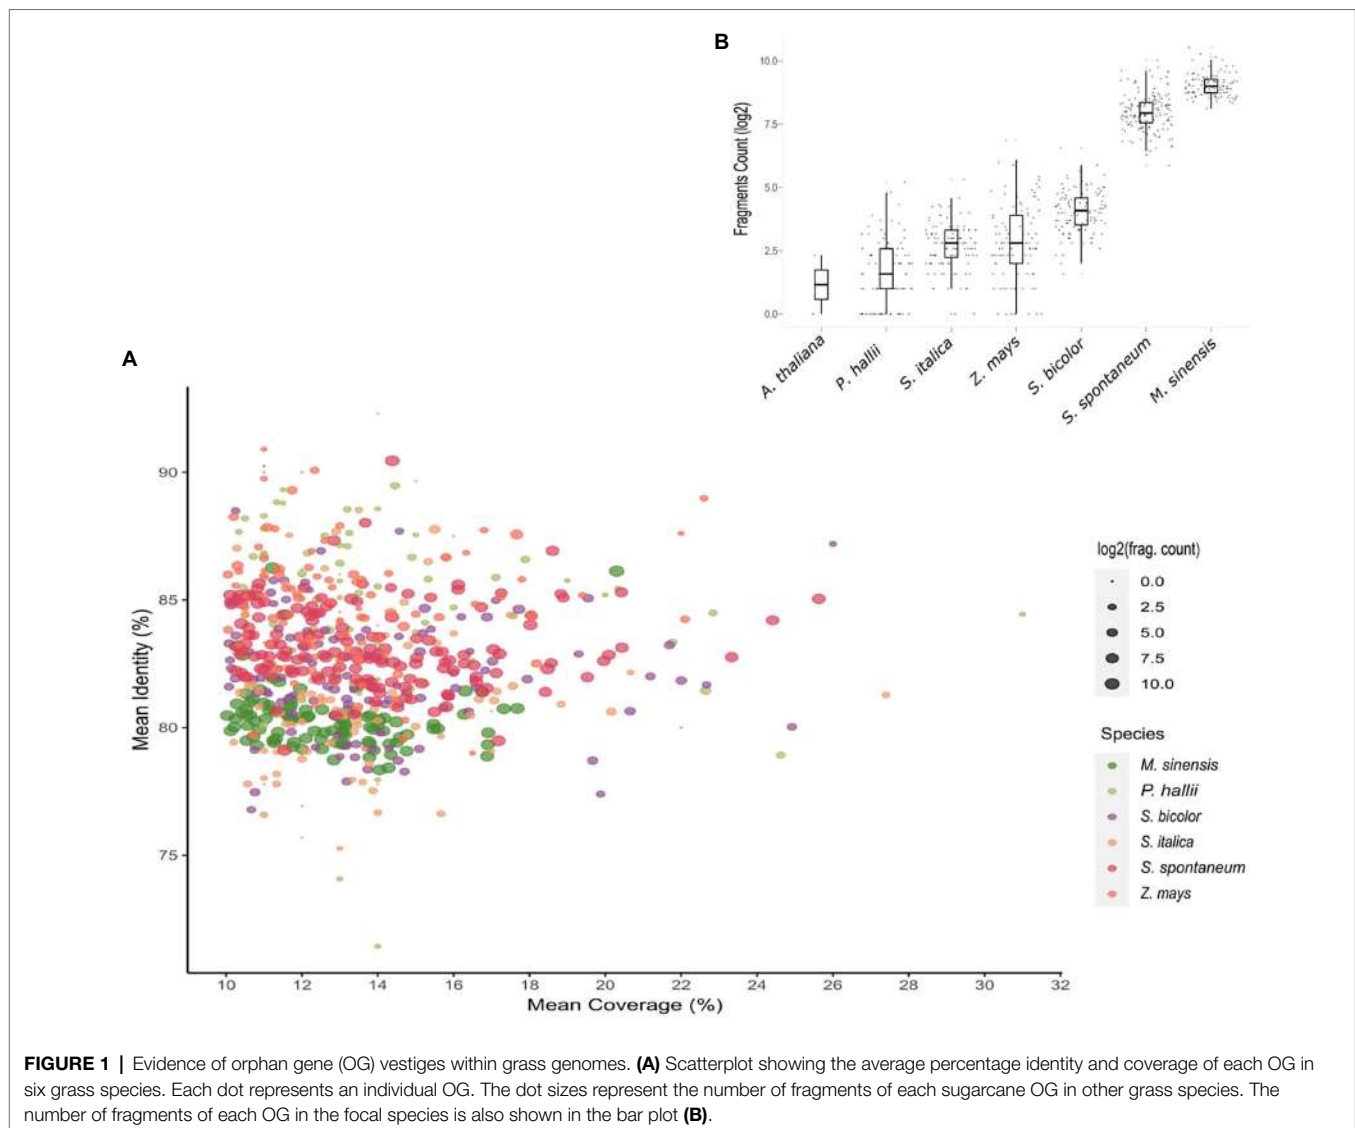 B
10.0
7.5
5.0
2.5
0.0
Fragments Count (log2)
A. thaliana
P. hallii
S. italica
Z. mays
S. bicolor
S. spontaneum
M. sinensis
A
90
85
80
75
Mean Identity (%)
10 12 14 16 18 20 22 24 26 28 30 32
Mean Coverage (%)
log2(frag. count)
0.0
2.5
5.0
7.5
10.0
Species
M. sinensis
P. hallii
S. bicolor
S. italica
S. spontaneum
Z. mays
FIGURE 1 | Evidence of orphan gene (OG) vestiges within grass genomes. (A) Scatterplot showing the average percentage identity and coverage of each OG in
six grass species. Each dot represents an individual OG. The dot sizes represent the number of fragments of each sugarcane OG in other grass species. The
number of fragments of each OG in the focal species is also shown in the bar plot (B).